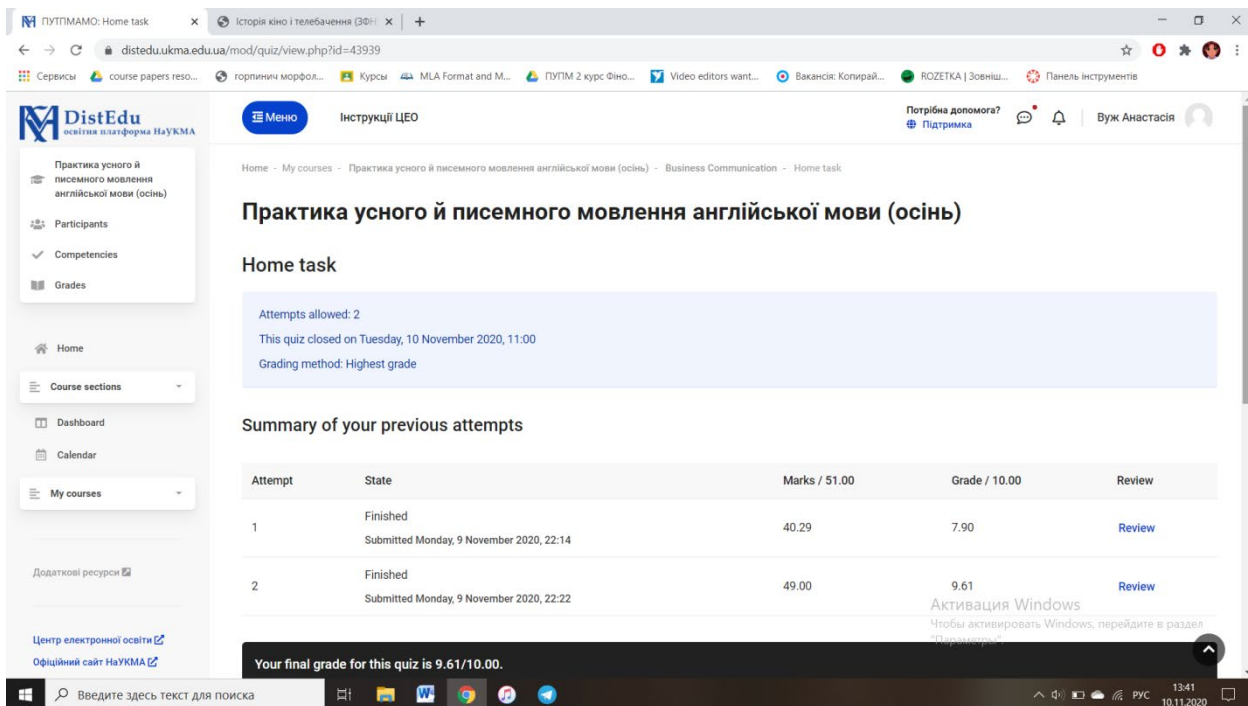 ПУТПМАМО: Home task
Історія кіно і телебачення (ЗФН
distedu.ukma.edu.ua/mod/quiz/view.php?id=43939
Сервисы
course papers reso...
горпинич морфол...
Курсы
MLA Format and M...
ПУПМ 2 курс Фіно...
Video editors want...
Вакансія: Копирай...
ROZETKA | Зовніш...
Панель інструментів
DistEdu
освітня платформа НаУКМА
Меню
Інструкції ЦЕО
Потрібна допомога?
Підтримка
Вуж Анастасія
Практика усного й
писемного мовлення
англійської мови (осінь)
Participants
Competencies
Grades
Home
Course sections
Dashboard
Calendar
My courses
Додаткові ресурси
Центр електронної освіти
Офіційний сайт НаУКМА
Home - My courses - Практика усного й писемного мовлення англійської мови (осінь) - Business Communication - Home task
Практика усного й писемного мовлення англійської мови (осінь)
Home task
Attempts allowed: 2
This quiz closed on Tuesday, 10 November 2020, 11:00
Grading method: Highest grade
Summary of your previous attempts
Attempt State Marks / 51.00 Grade / 10.00 Review
1 Finished 40.29 7.90 Review
Submitted Monday, 9 November 2020, 22:14
2 Finished 49.00 9.61 Review
Submitted Monday, 9 November 2020, 22:22
Активация Windows
Чтобы активировать Windows, перейдите в раздел
"Параметры".
Your final grade for this quiz is 9.61/10.00.
Введите здесь текст для поиска
РУС
13:41
10.11.2020